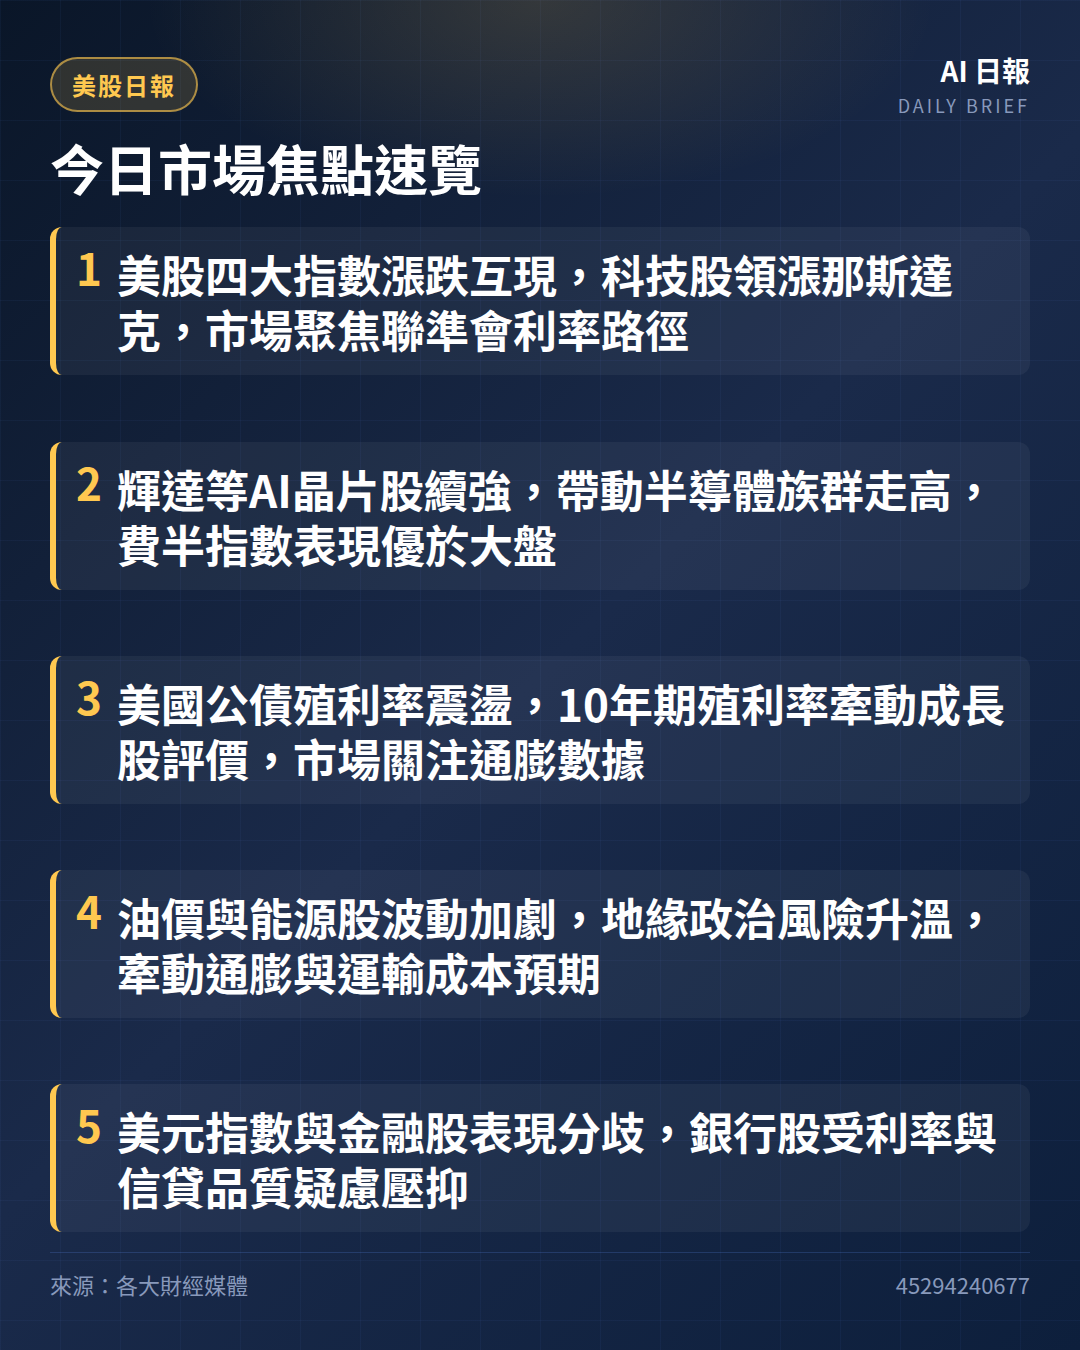 美股日報
AI 日報
DAILY BRIEF
今日市場焦點速覽
1 美股四大指數漲跌互現，科技股領漲那斯達
克，市場聚焦聯準會利率路徑
2 輝達等AI晶片股續強，帶動半導體族群走高，
費半指數表現優於大盤
3 美國公債殖利率震盪，10年期殖利率牽動成長
股評價，市場關注通膨數據
4 油價與能源股波動加劇，地緣政治風險升溫，
牽動通膨與運輸成本預期
5 美元指數與金融股表現分歧，銀行股受利率與
信貸品質疑慮壓抑
來源：各大財經媒體
45294240677